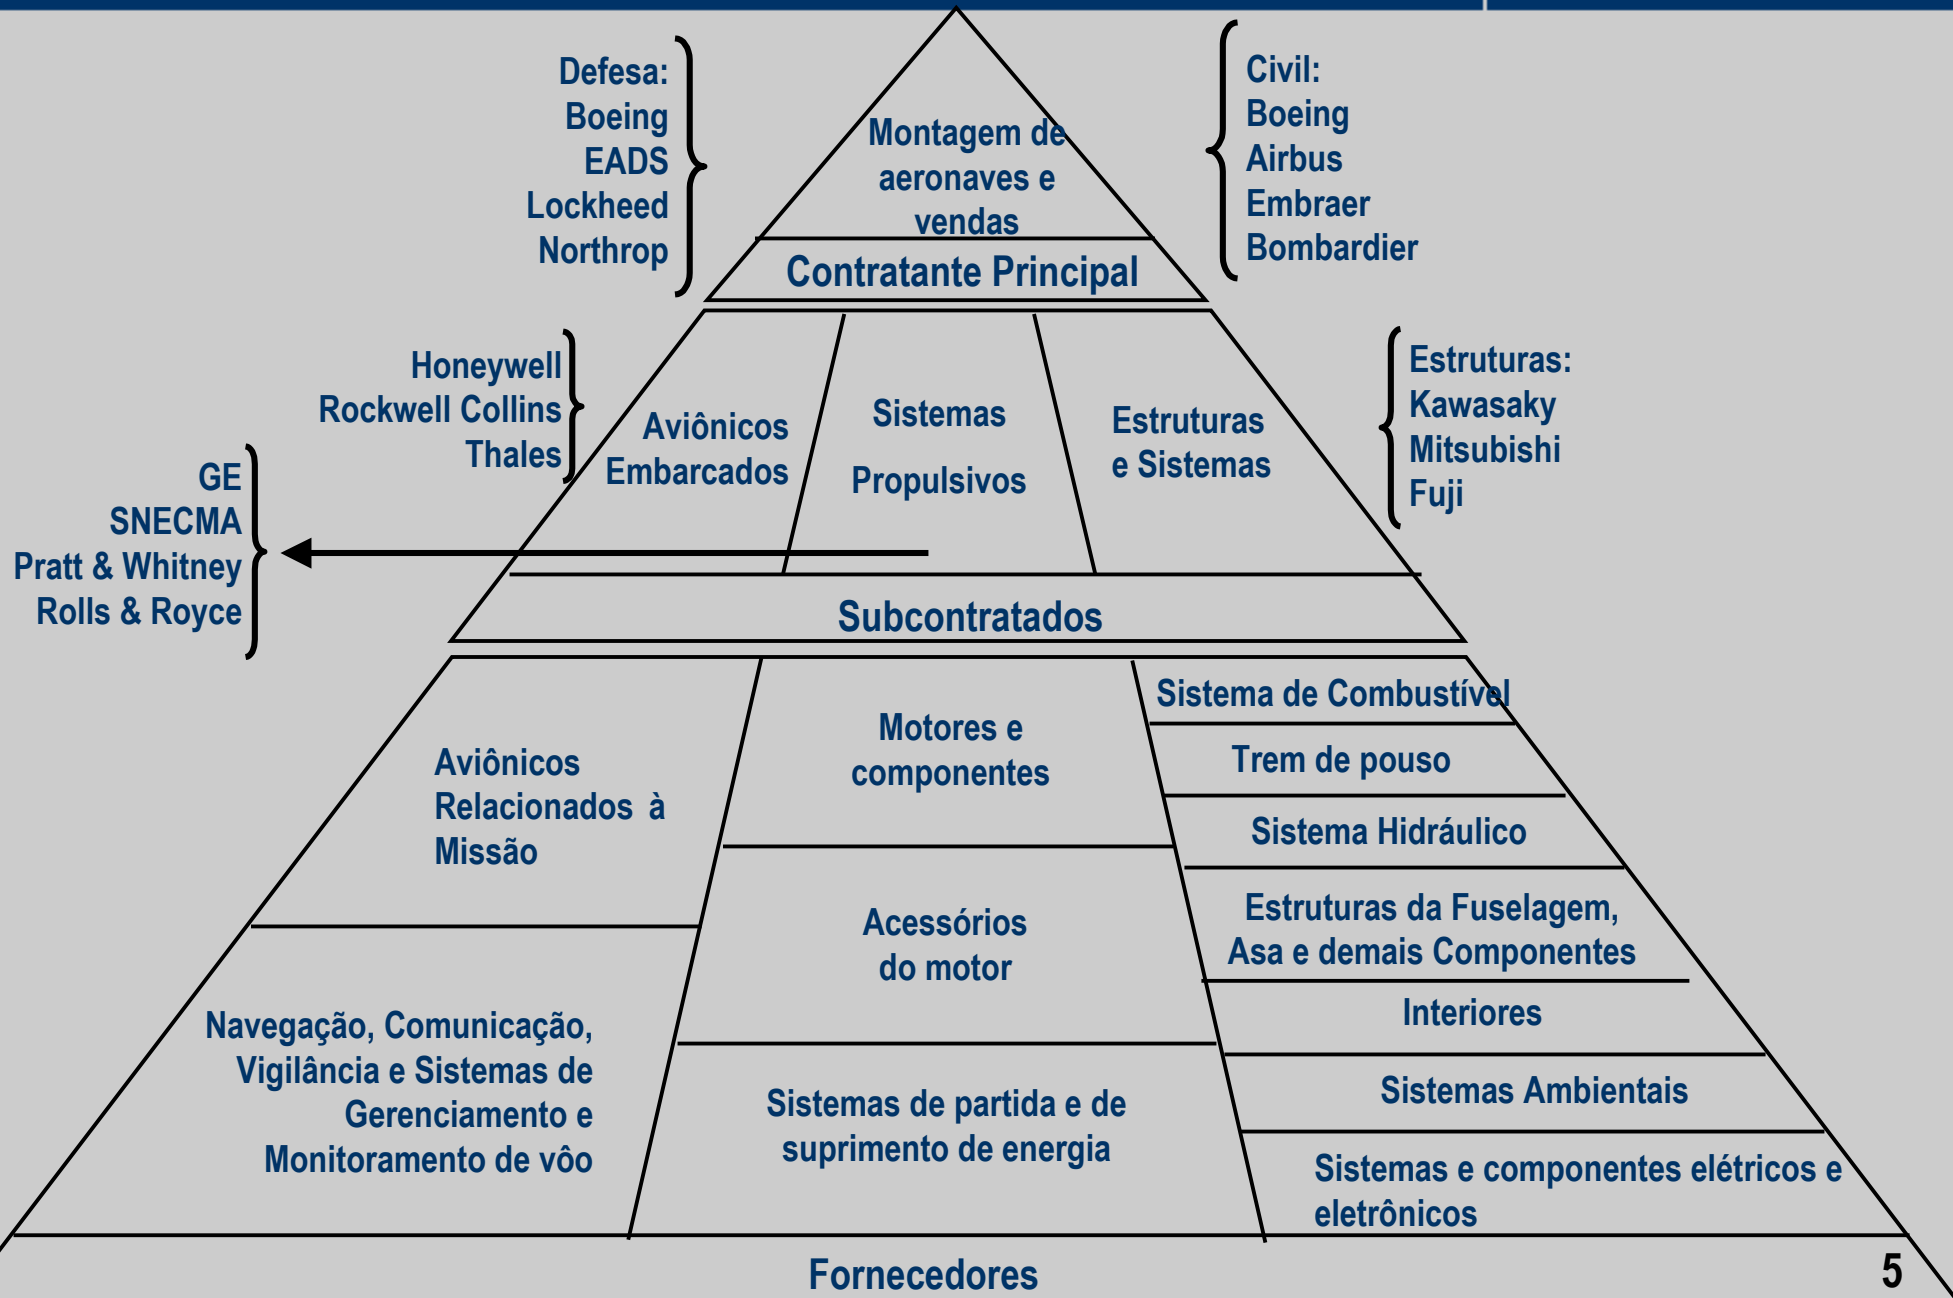 Defesa:
Boeing
EADS
Lockheed
Northrop
Montagem de
aeronaves e
vendas
Contratante Principal
Civil:
Boeing
Airbus
Embraer
Bombardier
Honeywell
Rockwell Collins
Thales
GE
SNECMA
Pratt & Whitney
Rolls & Royce
Aviônicos
Embarcados
Sistemas
Propulsivos
Estruturas
e Sistemas
Estruturas:
Kawasaky
Mitsubishi
Fuji
Subcontratados
Aviônicos
Relacionados à
Missão
Navegação, Comunicação,
Vigilância e Sistemas de
Gerenciamento e
Monitoramento de vôo
Motores e
componentes
Acessórios
do motor
Sistemas de partida e de
suprimento de energia
Sistema de Combustível
Trem de pouso
Sistema Hidráulico
Estruturas da Fuselagem,
Asa e demais Componentes
Interiores
Sistemas Ambientais
Sistemas e componentes elétricos e
eletrônicos
Fornecedores
5